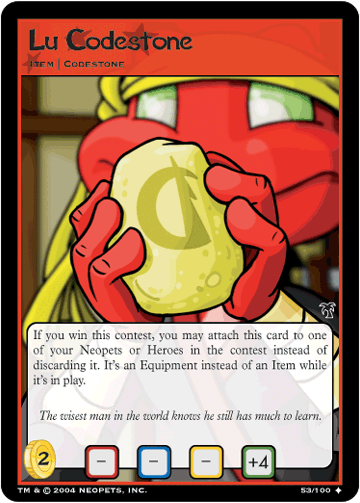 Lu Codestone
Item | Codestone
If you win this contest, you may attach this card to one
of your Neopets or Heroes in the contest instead of
discarding it. It's an Equipment instead of an Item while
it's in play.
The wisest man in the world knows he still has much to learn.
2
–
–
–
+4
TM & © 2004 NEOPETS, INC.
53/100 ♦